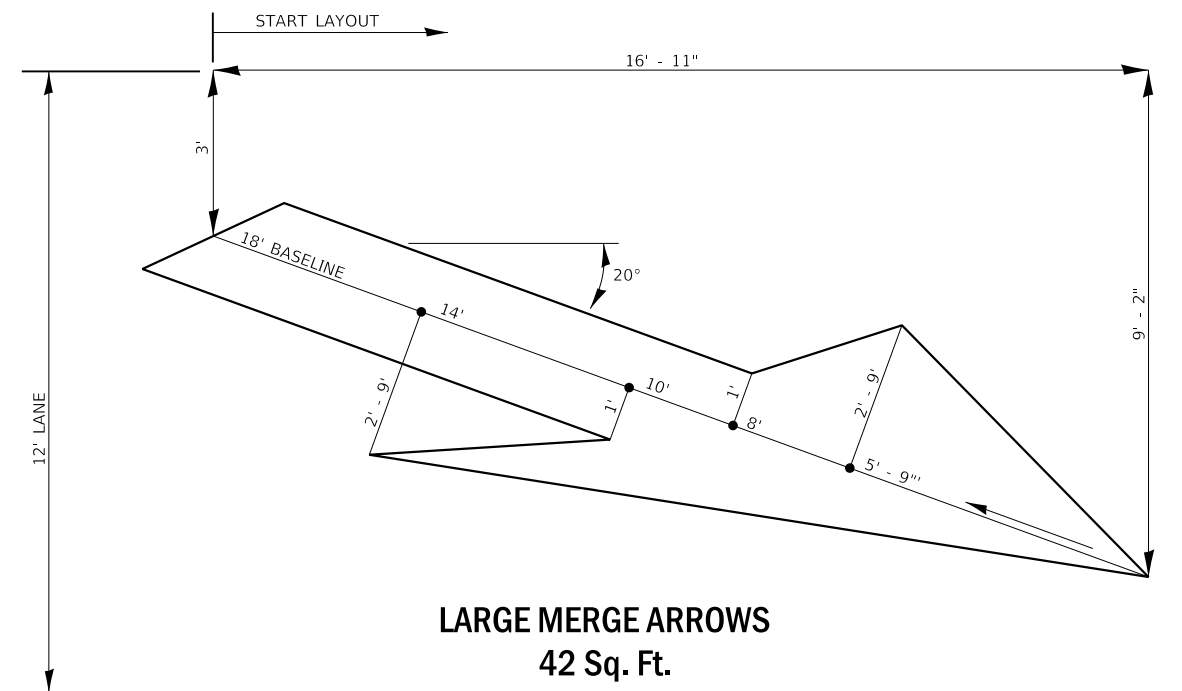 START LAYOUT
16' - 11"
3'
18' BASELINE
20°
14'
9' - 2"
2' - 9'
10'
1'
1'
2' - 9'
8'
12' LANE
5' - 9"'
LARGE MERGE ARROWS
42 Sq. Ft.